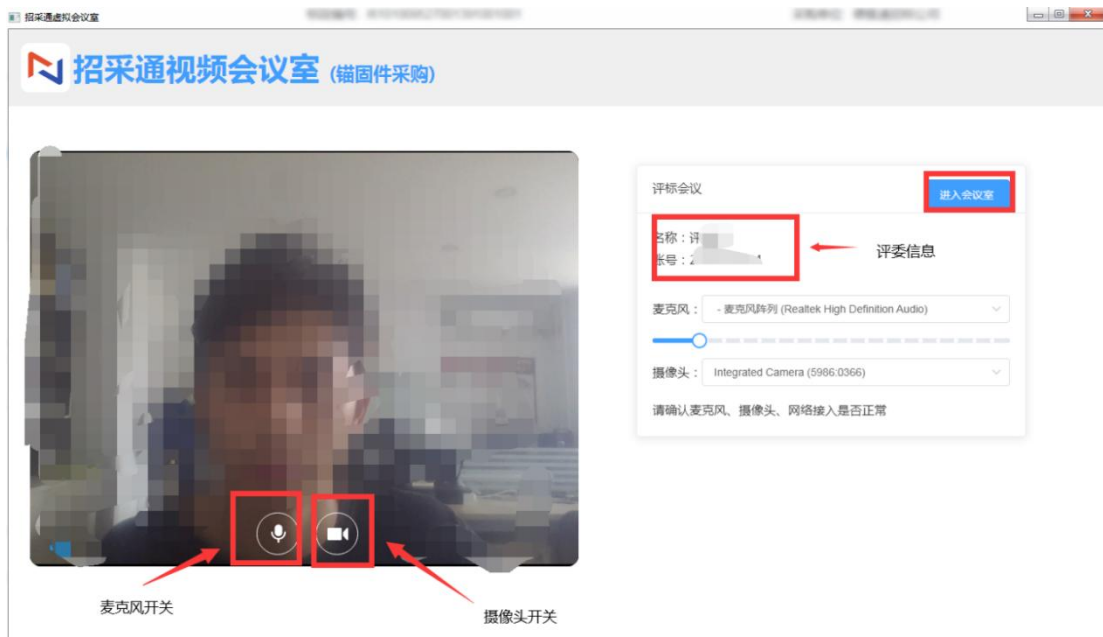 招采通虚拟会议室
招采通视频会议室 (锚固件采购)
评标会议
进入会议室
名称：评
账号：2
评委信息
麦克风： - 麦克风阵列 (Realtek High Definition Audio)
摄像头： Integrated Camera (5986:0366)
请确认麦克风、摄像头、网络接入是否正常
麦克风开关
摄像头开关